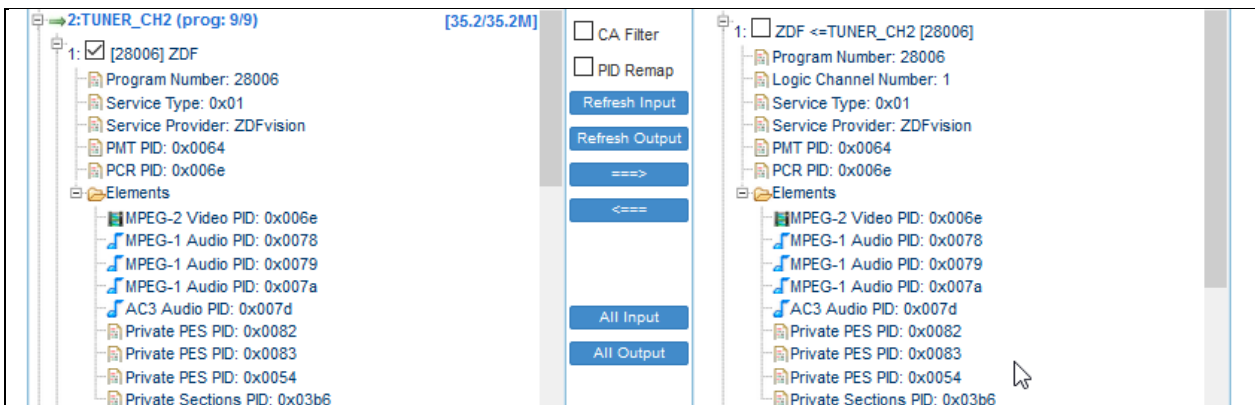 2:TUNER_CH2 (prog: 9/9) [35.2/35.2M]
1: [28006] ZDF
Program Number: 28006
Service Type: 0x01
Service Provider: ZDFvision
PMT PID: 0x0064
PCR PID: 0x006e
Elements
MPEG-2 Video PID: 0x006e
MPEG-1 Audio PID: 0x0078
MPEG-1 Audio PID: 0x0079
MPEG-1 Audio PID: 0x007a
AC3 Audio PID: 0x007d
Private PES PID: 0x0082
Private PES PID: 0x0083
Private PES PID: 0x0054
Private Sections PID: 0x03b6
CA Filter
PID Remap
Refresh Input
Refresh Output
===>
<===
All Input
All Output
1: ZDF <=TUNER_CH2 [28006]
Program Number: 28006
Logic Channel Number: 1
Service Type: 0x01
Service Provider: ZDFvision
PMT PID: 0x0064
PCR PID: 0x006e
Elements
MPEG-2 Video PID: 0x006e
MPEG-1 Audio PID: 0x0078
MPEG-1 Audio PID: 0x0079
MPEG-1 Audio PID: 0x007a
AC3 Audio PID: 0x007d
Private PES PID: 0x0082
Private PES PID: 0x0083
Private PES PID: 0x0054
Private Sections PID: 0x03b6